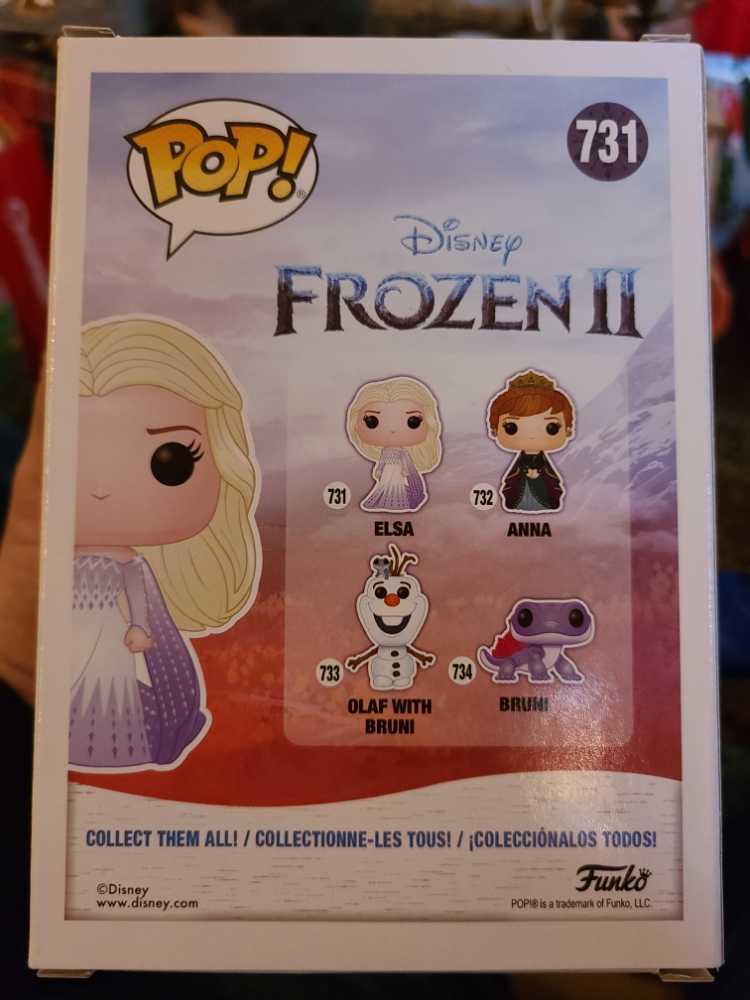 POP!®
731
Disney
FROZEN II
731
ELSA
732
ANNA
733
OLAF WITH
BRUNI
734
BRUNI
COLLECT THEM ALL! / COLLECTIONNE-LES TOUS! / ¡COLECCIÓNALOS TODOS!
©Disney
www.disney.com
Funko
POP!® is a trademark of Funko, LLC.